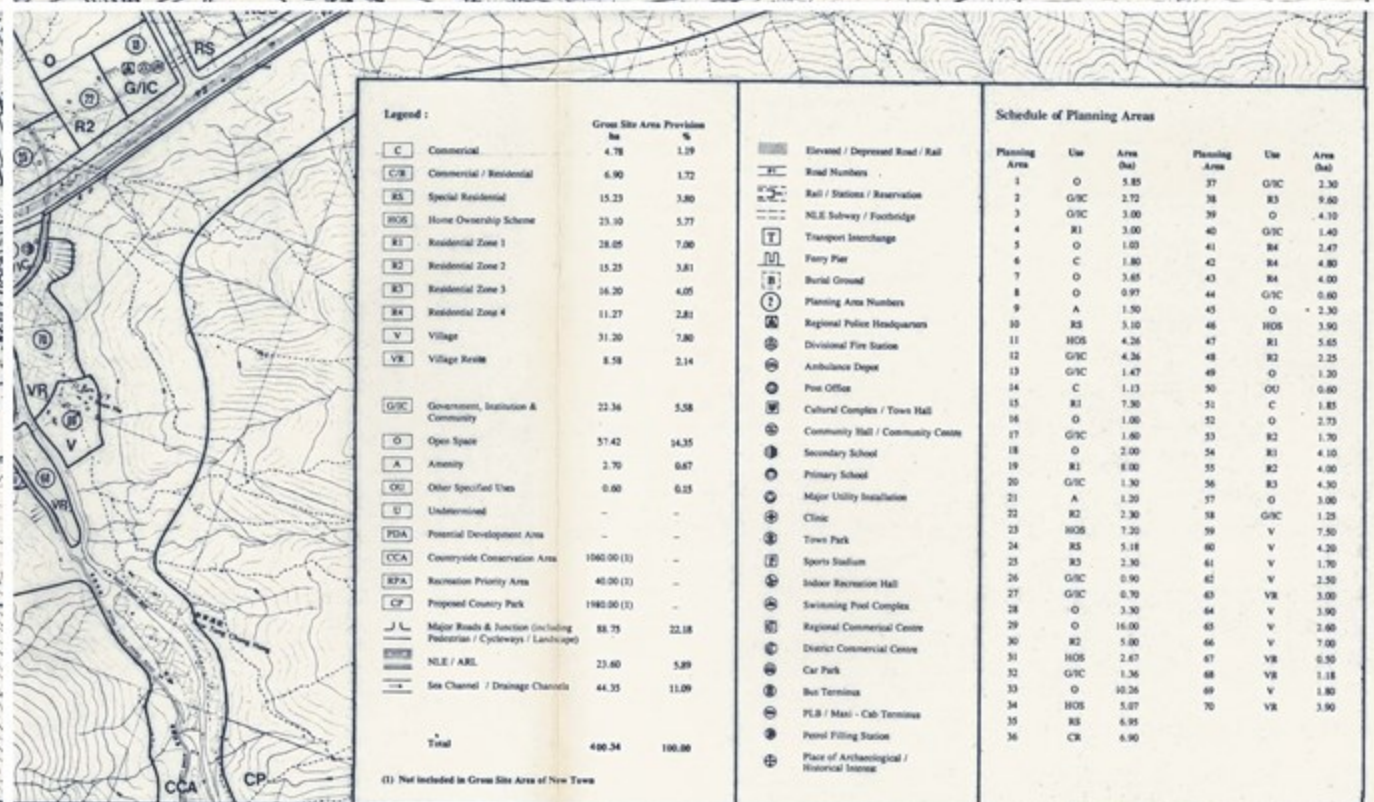 O
18
RS
G/IC
22
R2
VR
V
VR
CCA
CP
Legend :
Gross Site Area Provision
ha %
C Commerical 4.78 1.19
C/R Commercial / Residential 6.90 1.72
RS Special Residential 15.23 3.80
HOS Home Ownership Scheme 23.10 5.77
R1 Residential Zone 1 28.05 7.00
R2 Residential Zone 2 15.25 3.81
R3 Residential Zone 3 16.20 4.05
R4 Residential Zone 4 11.27 2.81
V Village 31.20 7.80
VR Village Resite 8.58 2.14
G/IC Government, Institution & 22.36 5.58
Community
O Open Space 57.42 14.35
A Amenity 2.70 0.67
OU Other Specified Uses 0.60 0.15
U Undetermined – –
PDA Potential Development Area – –
CCA Countryside Conservation Area 1060.00 (1) –
RPA Recreation Priority Area 40.00 (1) –
CP Proposed Country Park 1980.00 (1) –
Major Roads & Junction (including 88.75 22.18
Pedestrian / Cycleways / Landscape)
NLE / ARL 23.60 5.89
Sea Channel / Drainage Channels 44.35 11.09
Total 400.34 100.00
(1) Not included in Gross Site Area of New Town
Elevated / Depressed Road / Rail
Road Numbers
Rail / Stations / Reservation
NLE Subway / Footbridge
T Transport Interchange
Ferry Pier
B Burial Ground
Planning Area Numbers
Regional Police Headquarters
Divisional Fire Station
Ambulance Depot
Post Office
Cultural Complex / Town Hall
Community Hall / Community Centre
Secondary School
Primary School
Major Utility Installation
Clinic
Town Park
Sports Stadium
Indoor Recreation Hall
Swimming Pool Complex
Regional Commerical Centre
District Commercial Centre
Car Park
Bus Terminus
PLB / Maxi - Cab Terminus
Petrol Filling Station
Place of Archaeological /
Historical Interest
Schedule of Planning Areas
Planning Use Area Planning Use Area
Area (ha) Area (ha)
1 O 5.85 37 G/IC 2.30
2 G/IC 2.72 38 R3 9.60
3 G/IC 3.00 39 O 4.10
4 R1 3.00 40 G/IC 1.40
5 O 1.03 41 R4 2.47
6 C 1.80 42 R4 4.80
7 O 3.65 43 R4 4.00
8 O 0.97 44 G/IC 0.60
9 A 1.50 45 O 2.30
10 RS 3.10 46 HOS 3.90
11 HOS 4.26 47 R1 5.65
12 G/IC 4.26 48 R2 2.25
13 G/IC 1.47 49 O 1.20
14 C 1.13 50 OU 0.60
15 R1 7.30 51 C 1.85
16 O 1.00 52 O 2.73
17 G/IC 1.60 53 R2 1.70
18 O 2.00 54 R1 4.10
19 R1 8.00 55 R2 4.00
20 G/IC 1.30 56 R3 4.30
21 A 1.20 57 O 3.00
22 R2 2.30 58 G/IC 1.25
23 HOS 7.20 59 V 7.50
24 RS 5.18 60 V 4.20
25 R3 2.30 61 V 1.70
26 G/IC 0.90 62 V 2.50
27 G/IC 0.70 63 VR 3.00
28 O 3.30 64 V 3.90
29 O 16.00 65 V 2.60
30 R2 5.00 66 V 7.00
31 HOS 2.67 67 VR 0.50
32 G/IC 1.36 68 VR 1.18
33 O 10.26 69 V 1.80
34 HOS 5.07 70 VR 3.90
35 RS 6.95
36 CR 6.90